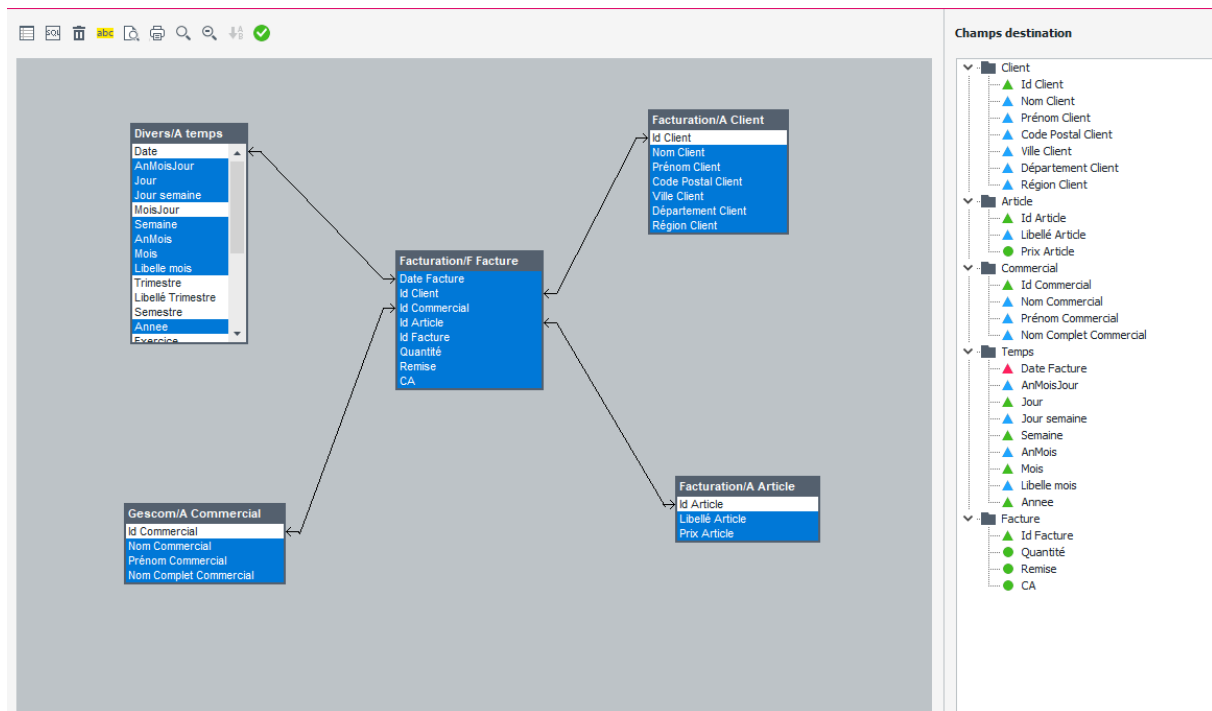 SQL
abc
A
B
Champs destination
Divers/A temps
Date
AnMoisJour
Jour
Jour semaine
MoisJour
Semaine
AnMois
Mois
Libelle mois
Trimestre
Libellé Trimestre
Semestre
Annee
Exercice
Facturation/A Client
Id Client
Nom Client
Prénom Client
Code Postal Client
Ville Client
Département Client
Région Client
Facturation/F Facture
Date Facture
Id Client
Id Commercial
Id Article
Id Facture
Quantité
Remise
CA
Gescom/A Commercial
Id Commercial
Nom Commercial
Prénom Commercial
Nom Complet Commercial
Facturation/A Article
Id Article
Libellé Article
Prix Article
Client
Id Client
Nom Client
Prénom Client
Code Postal Client
Ville Client
Département Client
Région Client
Article
Id Article
Libellé Article
Prix Article
Commercial
Id Commercial
Nom Commercial
Prénom Commercial
Nom Complet Commercial
Temps
Date Facture
AnMoisJour
Jour
Jour semaine
Semaine
AnMois
Mois
Libelle mois
Annee
Facture
Id Facture
Quantité
Remise
CA